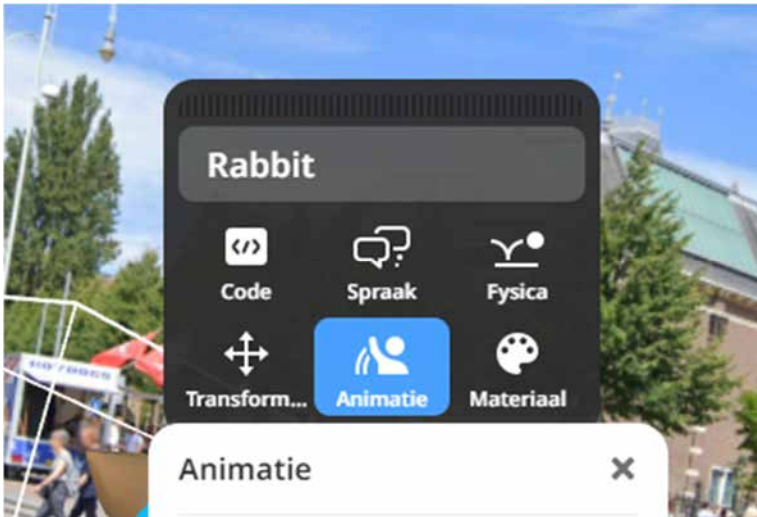 Rabbit
Code
Spraak
Fysica
Transform...
Animatie
Materiaal
Animatie